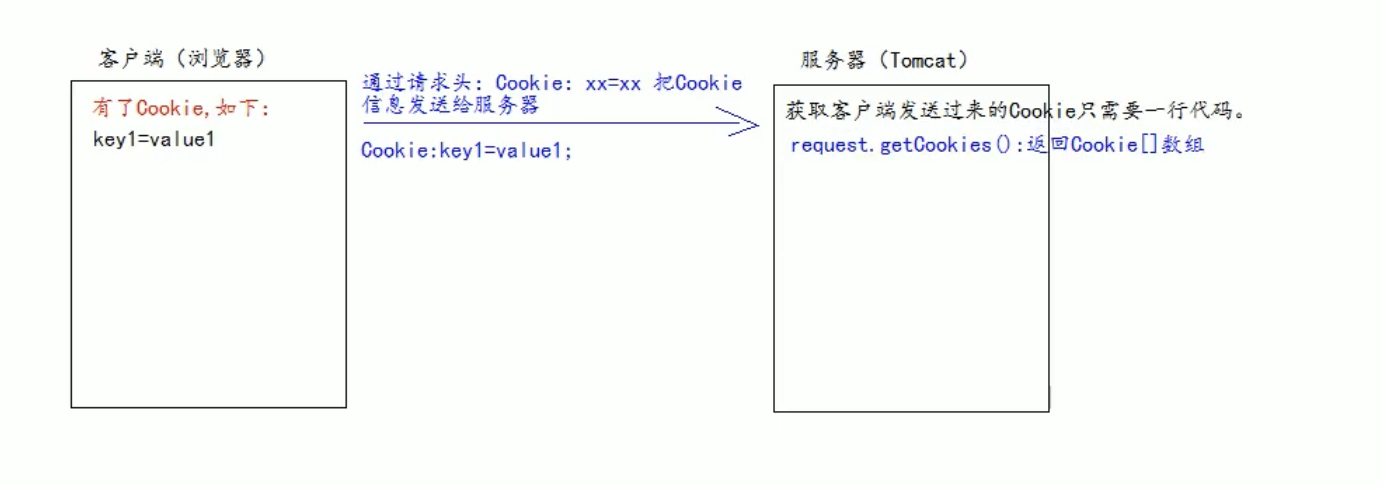 客户端（浏览器）
有了Cookie,如下：
key1=value1
通过请求头：Cookie：xx=xx 把Cookie
信息发送给服务器
Cookie:key1=value1;
服务器（Tomcat）
获取客户端发送过来的Cookie只需要一行代码。
request.getCookies():返回Cookie[]数组